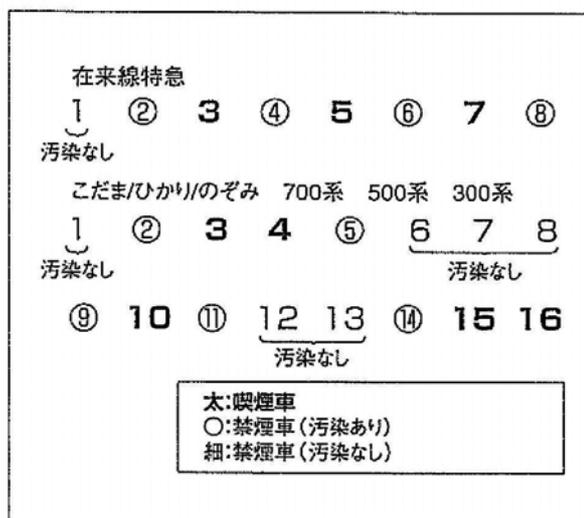 在来線特急
1 ② 3 ④ 5 ⑥ 7 ⑧
汚染なし
こだま/ひかり/のぞみ 700系 500系 300系
1 ② 3 4 ⑤ 6 7 8
汚染なし 汚染なし
⑨ 10 ⑪ 12 13 ⑭ 15 16
汚染なし
太:喫煙車
○:禁煙車(汚染あり)
細:禁煙車(汚染なし)